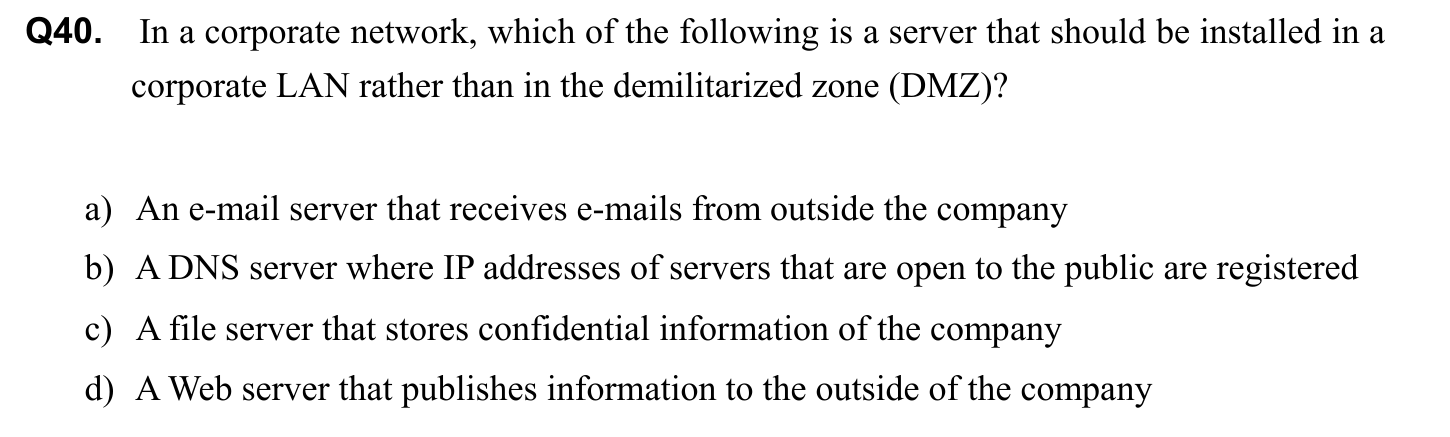 Q40. In a corporate network, which of the following is a server that should be installed in a
corporate LAN rather than in the demilitarized zone (DMZ)?
a) An e-mail server that receives e-mails from outside the company
b) A DNS server where IP addresses of servers that are open to the public are registered
c) A file server that stores confidential information of the company
d) A Web server that publishes information to the outside of the company